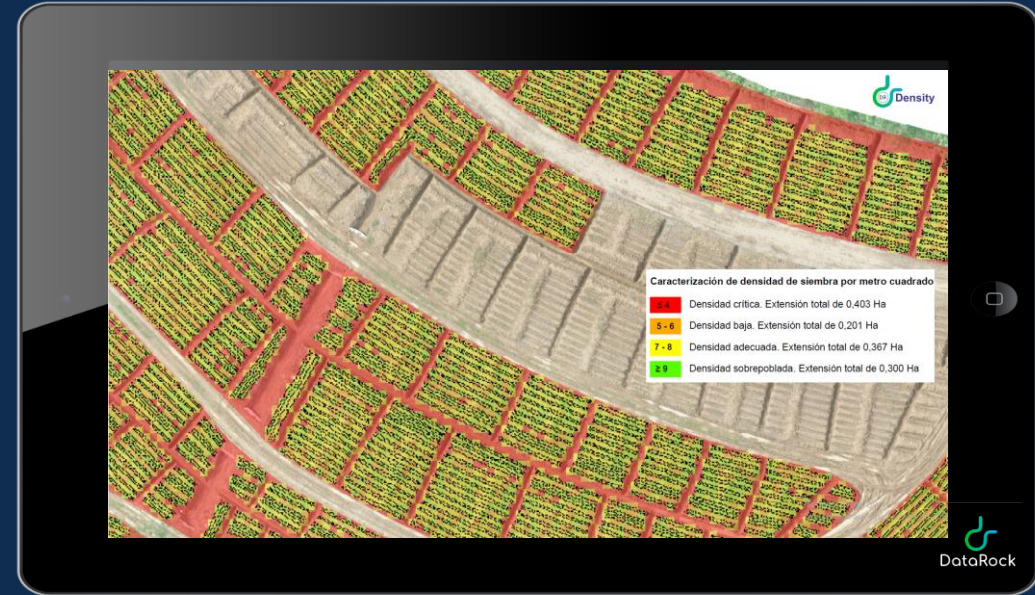 Density
Caracterización de densidad de siembra por metro cuadrado
≤ 4 Densidad crítica. Extensión total de 0,403 Ha
5 - 6 Densidad baja. Extensión total de 0,201 Ha
7 - 8 Densidad adecuada. Extensión total de 0,367 Ha
≥ 9 Densidad sobrepoblada. Extensión total de 0,300 Ha
DataRock